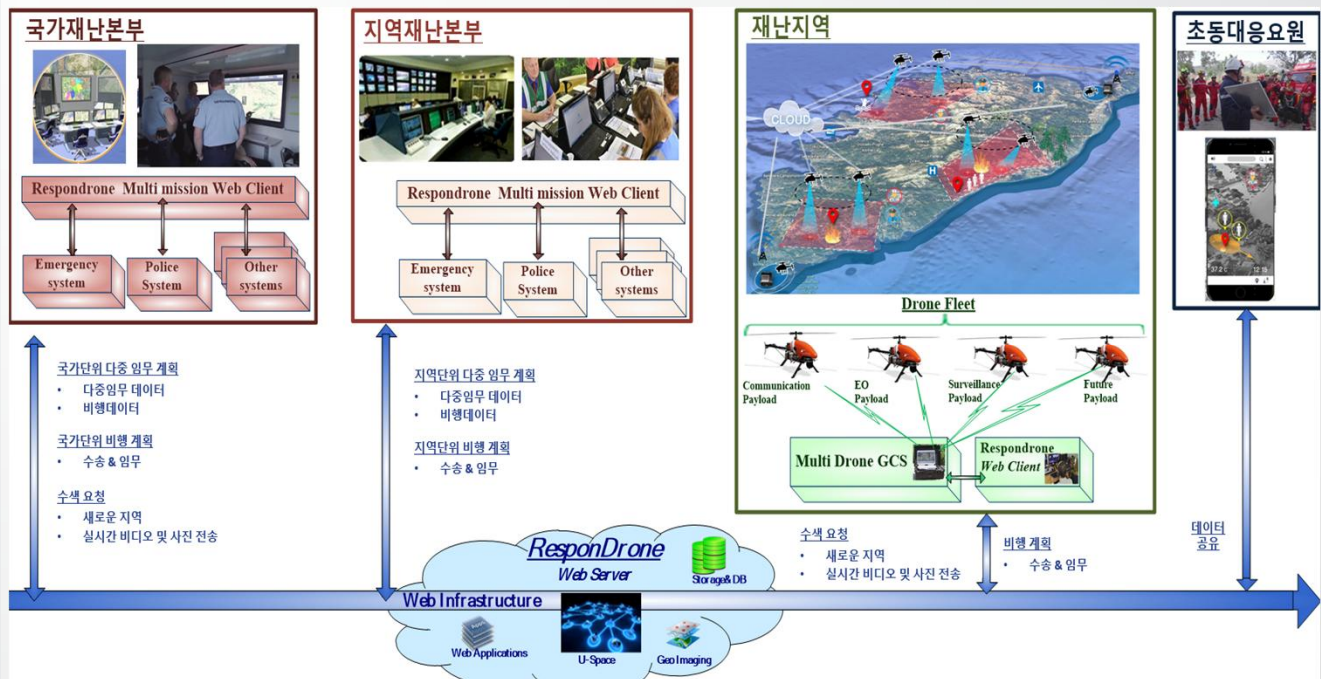 국가재난본부
Respondrone Multi mission Web Client
Emergency
system
Police
System
Other
systems
지역재난본부
Respondrone Multi mission Web Client
Emergency
system
Police
System
Other
systems
재난지역
CLOUD
H
Drone Fleet
Communication
Payload
EO
Payload
Surveillance
Payload
Future
Payload
Multi Drone GCS
Respondrone
Web Client
초동대응요원
37.2
12:15
국가단위 다중 임무 계획
• 다중임무 데이터
• 비행데이터
국가단위 비행 계획
• 수송 & 임무
수색 요청
• 새로운 지역
• 실시간 비디오 및 사진 전송
지역단위 다중 임무 계획
• 다중임무 데이터
• 비행데이터
지역단위 비행 계획
• 수송 & 임무
수색 요청
• 새로운 지역
• 실시간 비디오 및 사진 전송
비행 계획
• 수송 & 임무
데이터
공유
ResponDrone
Web Server
Storage& DB
Web Infrastructure
Web Applications
U-Space
Geo Imaging